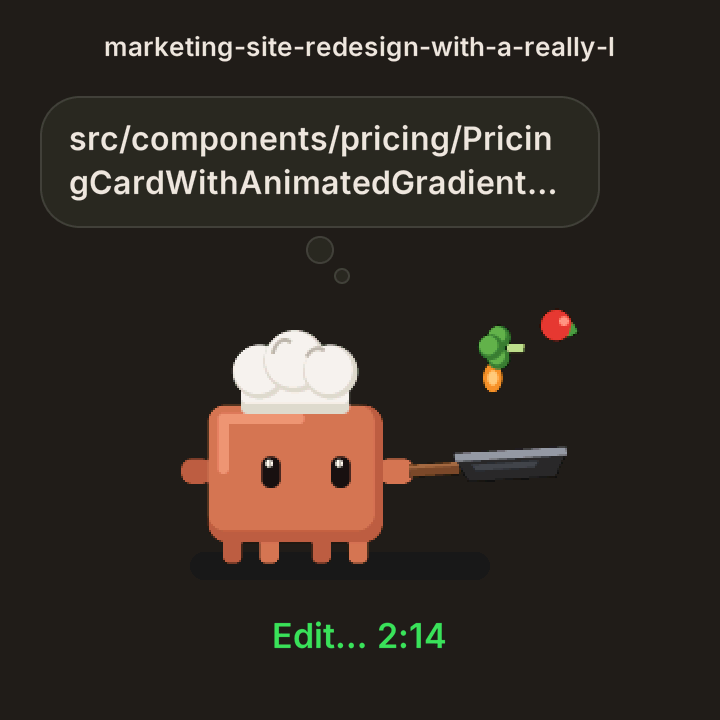 marketing-site-redesign-with-a-really-l
src/components/pricing/Pricin
gCardWithAnimatedGradient...
Edit... 2:14